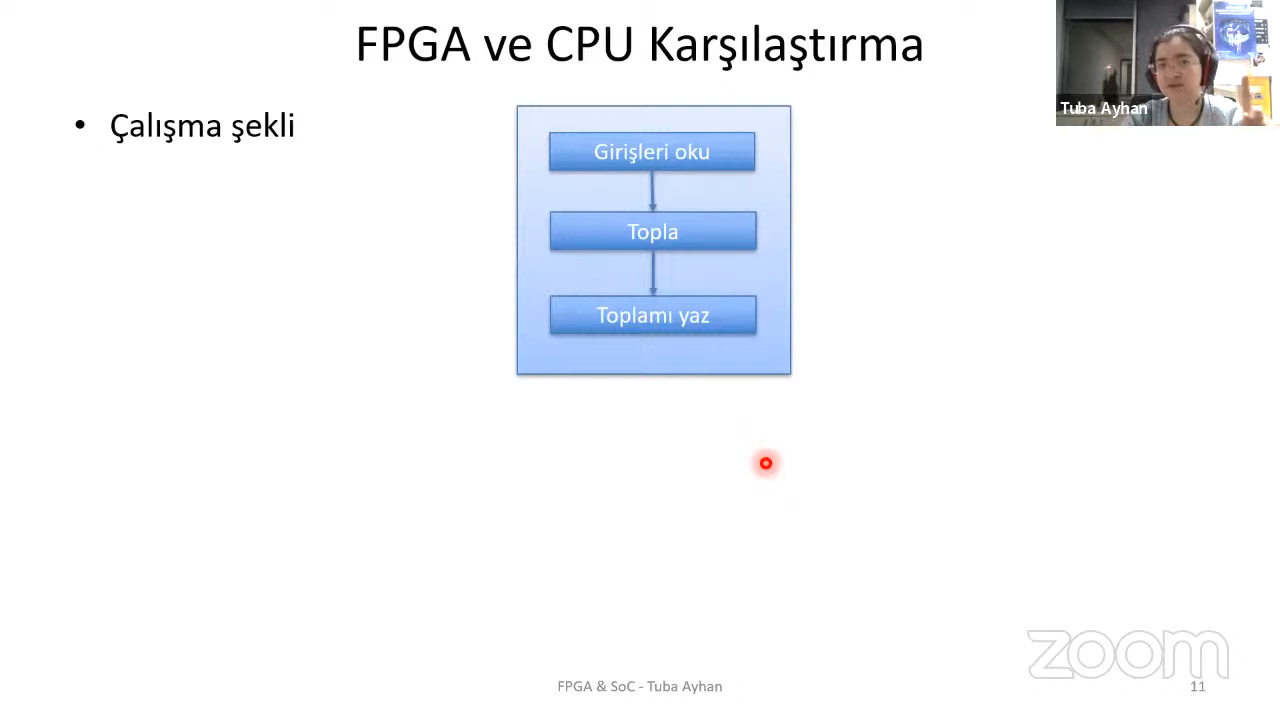 FPGA ve CPU Karşılaştırma
Tuba Ayhan
• Çalışma şekli
Girişleri oku
Topla
Toplamı yaz
zoom
FPGA & SoC - Tuba Ayhan
11